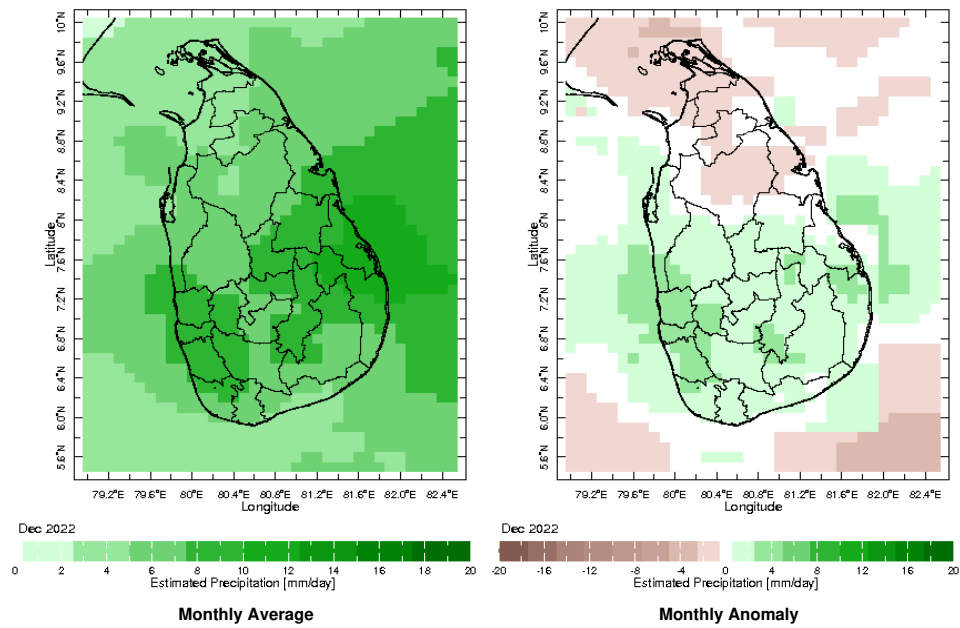 10°N
9.6°N
9.2°N
8.8°N
8.4°N
8°N
7.6°N
7.2°N
6.8°N
6.4°N
6.0°N
5.6°N
Latitude
79.2°E 79.6°E 80°E 80.4°E 80.8°E 81.2°E 81.6°E 82.0°E 82.4°E
Longitude
Dec 2022
0 2 4 6 8 10 12 14 16 18 20
Estimated Precipitation [mm/day]
Monthly Average
10°N
9.6°N
9.2°N
8.8°N
8.4°N
8°N
7.6°N
7.2°N
6.8°N
6.4°N
6.0°N
5.6°N
Latitude
79.2°E 79.6°E 80°E 80.4°E 80.8°E 81.2°E 81.6°E 82.0°E 82.4°E
Longitude
Dec 2022
-20 -16 -12 -8 -4 0 4 8 12 16 20
Estimated Precipitation [mm/day]
Monthly Anomaly